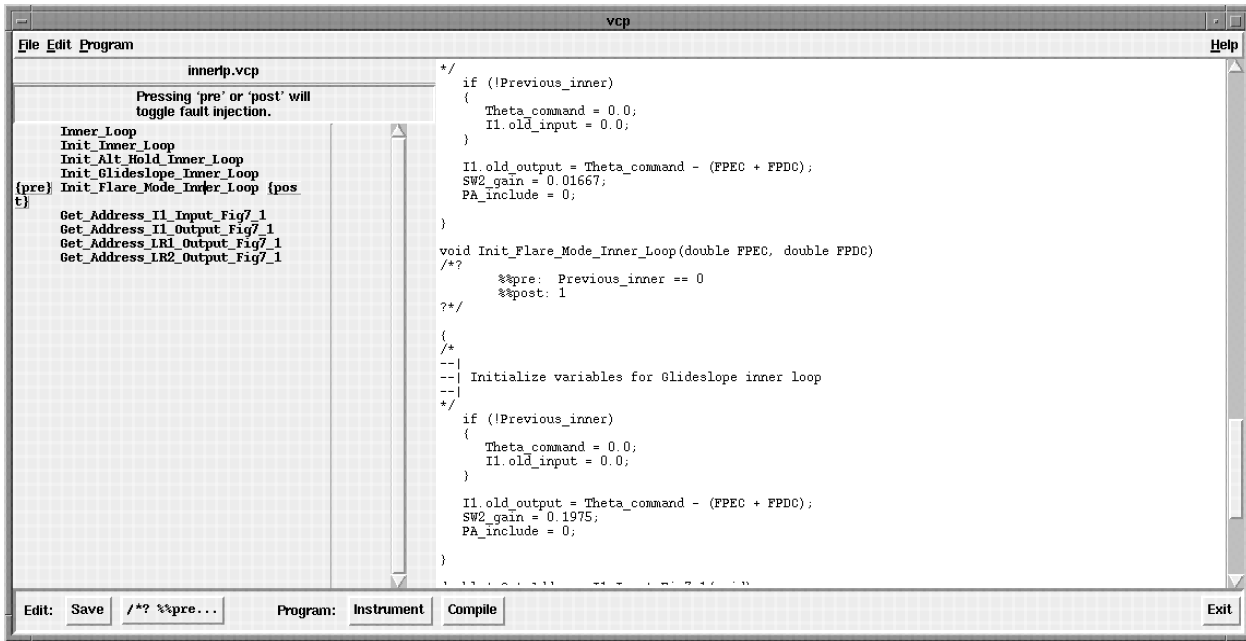 vcp
File Edit Program
Help
innerlp.vcp
Pressing 'pre' or 'post' will
toggle fault injection.
Inner_Loop
Init_Inner_Loop
Init_Alt_Hold_Inner_Loop
Init_Glideslope_Inner_Loop
{pre} Init_Flare_Mode_Inner_Loop {pos
t}
Get_Address_I1_Input_Fig7_1
Get_Address_I1_Output_Fig7_1
Get_Address_LR1_Output_Fig7_1
Get_Address_LR2_Output_Fig7_1
*/
if (!Previous_inner)
{
Theta_command = 0.0;
I1.old_input = 0.0;
}
I1.old_output = Theta_command - (FPEC + FPDC);
SW2_gain = 0.01667;
PA_include = 0;
}
void Init_Flare_Mode_Inner_Loop(double FPEC, double FPDC)
/*?
%%pre: Previous_inner == 0
%%post: 1
?*/
{
/*
--|
--| Initialize variables for Glideslope inner loop
--|
*/
if (!Previous_inner)
{
Theta_command = 0.0;
I1.old_input = 0.0;
}
I1.old_output = Theta_command - (FPEC + FPDC);
SW2_gain = 0.1975;
PA_include = 0;
}
Edit: Save /*? %%pre... Program: Instrument Compile Exit